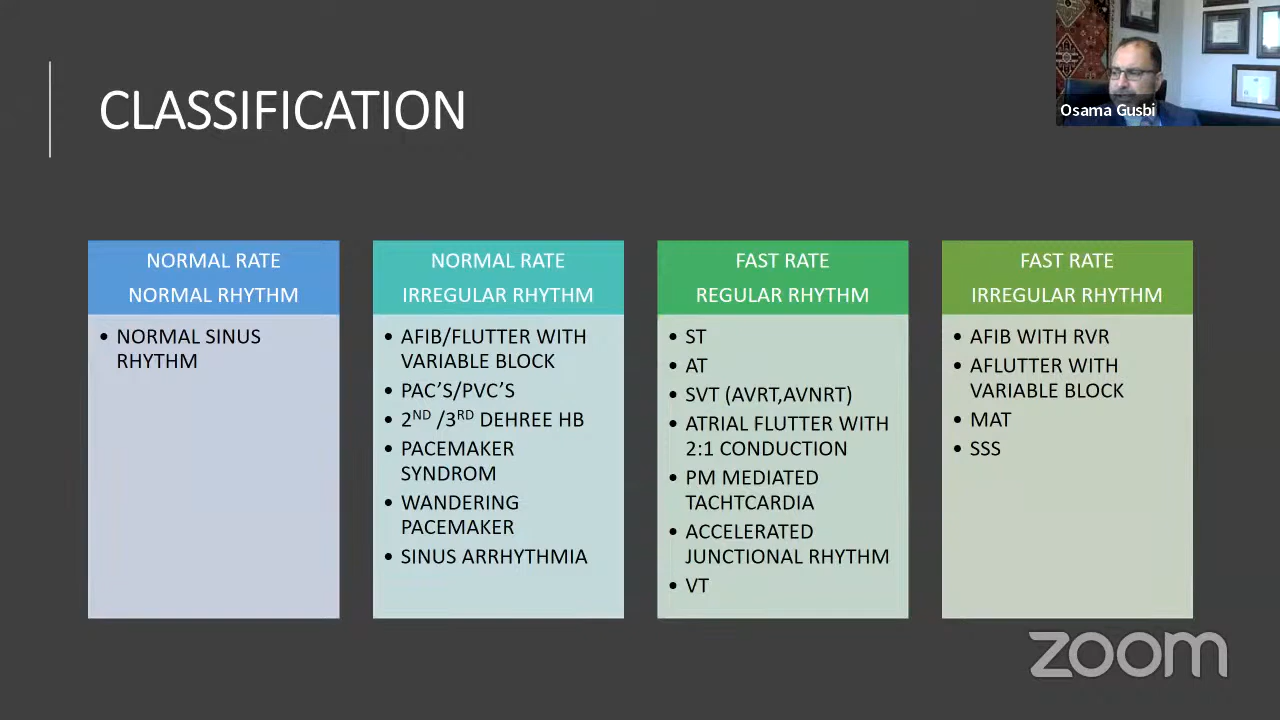 CLASSIFICATION
Osama Gusbi
NORMAL RATE
NORMAL RHYTHM
• NORMAL SINUS
RHYTHM
NORMAL RATE
IRREGULAR RHYTHM
• AFIB/FLUTTER WITH
VARIABLE BLOCK
• PAC'S/PVC'S
• 2ND /3RD DEHREE HB
• PACEMAKER
SYNDROM
• WANDERING
PACEMAKER
• SINUS ARRHYTHMIA
FAST RATE
REGULAR RHYTHM
• ST
• AT
• SVT (AVRT,AVNRT)
• ATRIAL FLUTTER WITH
2:1 CONDUCTION
• PM MEDIATED
TACHTCARDIA
• ACCELERATED
JUNCTIONAL RHYTHM
• VT
FAST RATE
IRREGULAR RHYTHM
• AFIB WITH RVR
• AFLUTTER WITH
VARIABLE BLOCK
• MAT
• SSS
zoom